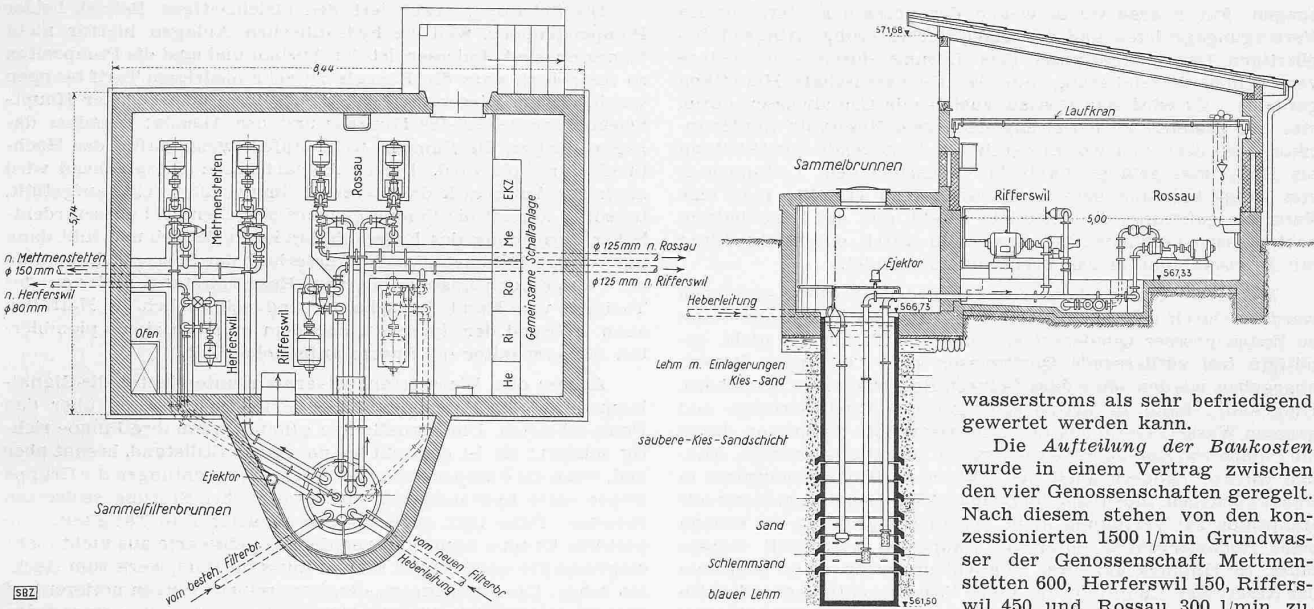 8,44
5,74
Mettmenstetten
Rossau
EKZ
Me
Ro
Ri
He
Gemeinsame Schaltanlage
n. Mettmenstetten
φ 150 mm
n. Herferswil
φ 80 mm
Ofen
Herferswil
Rifferswil
φ 125 mm n. Rossau
φ 125 mm n. Rifferswil
Ejektor
Sammelfilterbrunnen
vom besteh. Filterbr.
vom neuen Filterbr.
Heberleitung
SBZ
571,68
Laufkran
Sammelbrunnen
Rifferswil
Rossau
5,00
567,33
Ejektor
Heberleitung
566,73
Lehm m. Einlagerungen
Kies-Sand
saubere-Kies-Sandschicht
Sand
Schlemmsand
blauer Lehm
561,50
wasserstroms als sehr befriedigend
gewertet werden kann.
Die Aufteilung der Baukosten
wurde in einem Vertrag zwischen
den vier Genossenschaften geregelt.
Nach diesem stehen von den kon-
zessionierten 1500 l/min Grundwas-
ser der Genossenschaft Mettmen-
stetten 600, Herferswil 150, Riffers-
wil 450 und Rossau 300 l/min zu